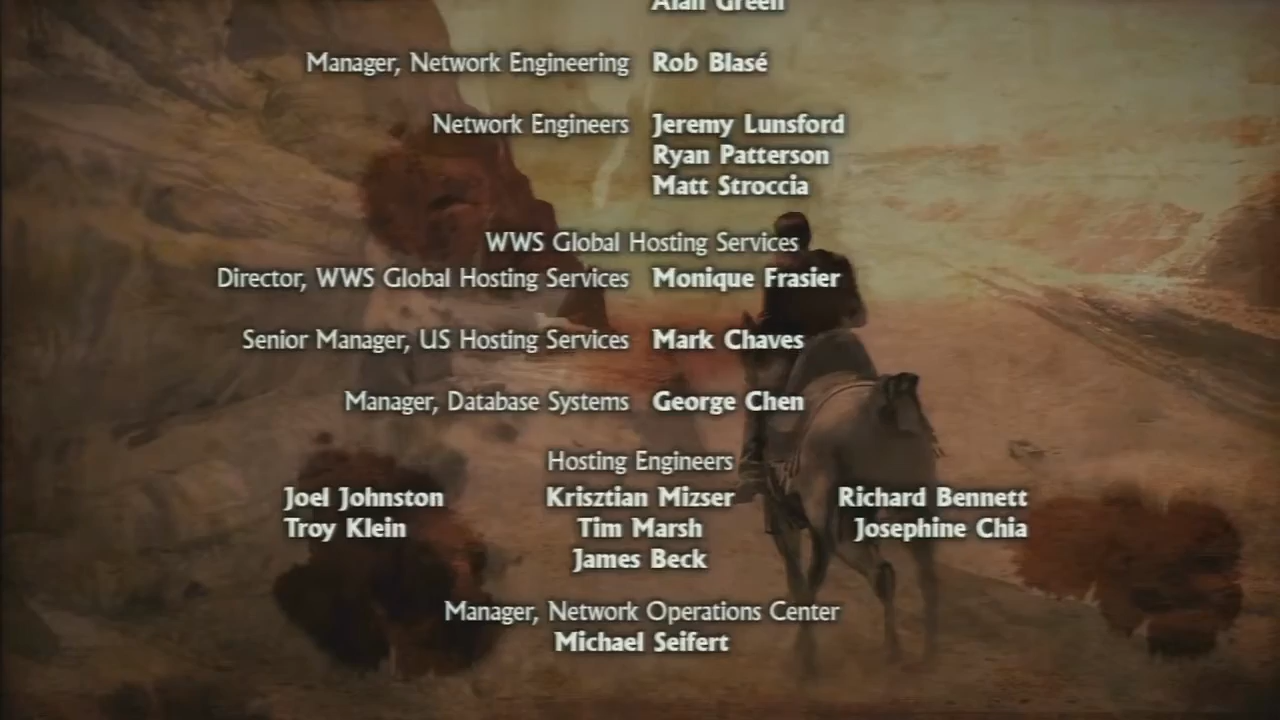 Alan Green
Manager, Network Engineering Rob Blasé
Network Engineers Jeremy Lunsford
Ryan Patterson
Matt Stroccia
WWS Global Hosting Services
Director, WWS Global Hosting Services Monique Frasier
Senior Manager, US Hosting Services Mark Chaves
Manager, Database Systems George Chen
Hosting Engineers
Joel Johnston Krisztian Mizser Richard Bennett
Troy Klein Tim Marsh Josephine Chia
James Beck
Manager, Network Operations Center
Michael Seifert